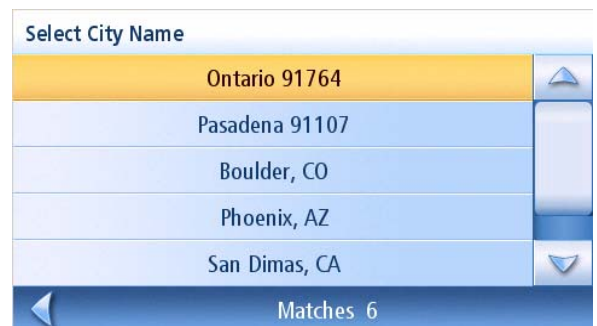 Select City Name
Ontario 91764
Pasadena 91107
Boulder, CO
Phoenix, AZ
San Dimas, CA
Matches 6